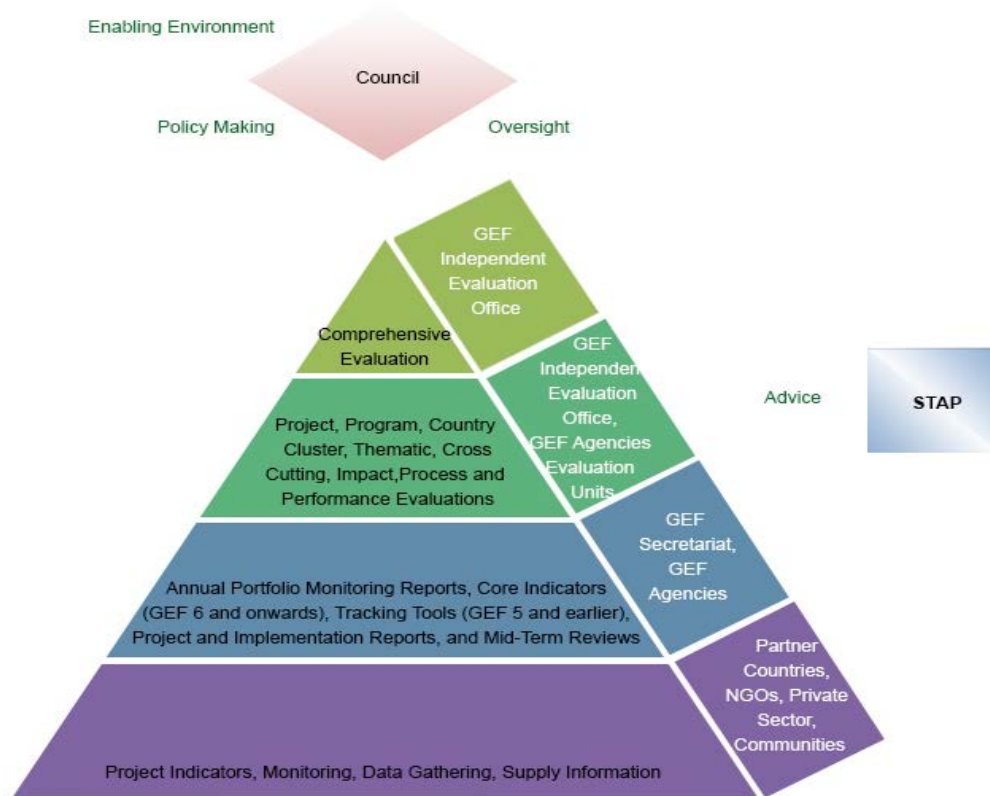 Enabling Environment
Council
Policy Making
Oversight
GEF
Independent
Evaluation
Office
Comprehensive
Evaluation
GEF
Independent
Evaluation
Office,
GEF Agencies
Evaluation
Units
Advice
STAP
Project, Program, Country
Cluster, Thematic, Cross
Cutting, Impact,Process and
Performance Evaluations
GEF
Secretariat,
GEF
Agencies
Annual Portfolio Monitoring Reports, Core Indicators
(GEF 6 and onwards), Tracking Tools (GEF 5 and earlier),
Project and Implementation Reports, and Mid-Term Reviews
Partner
Countries,
NGOs, Private
Sector,
Communities
Project Indicators, Monitoring, Data Gathering, Supply Information